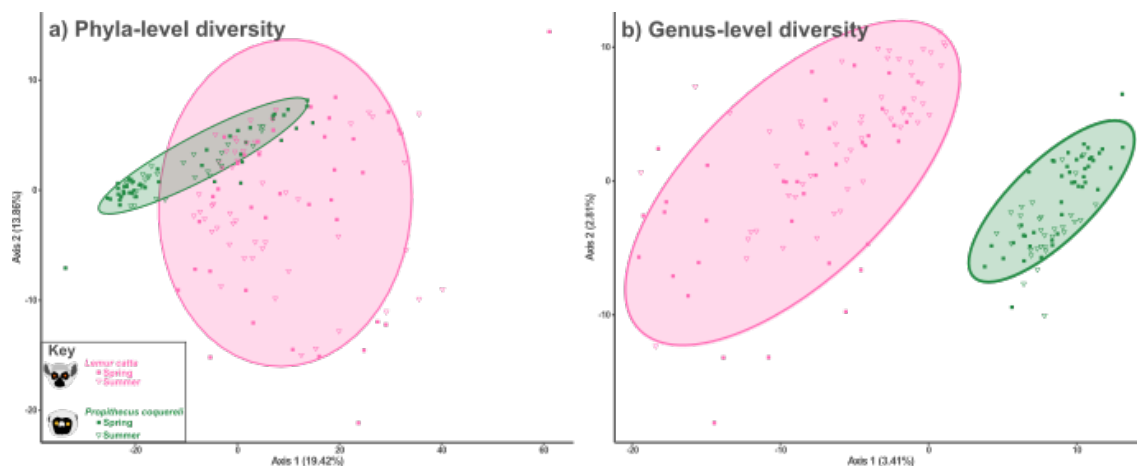 a) Phyla-level diversity
b) Genus-level diversity
10
0
-10
-20
Axis 2 (13.86%)
-20
0
20
40
60
Axis 1 (19.42%)
Key
Lemur catta
Spring
Summer
Propithecus coquereli
Spring
Summer
10
0
-10
Axis 2 (2.81%)
-20
-10
0
10
Axis 1 (3.41%)